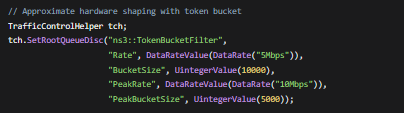 // Approximate hardware shaping with token bucket
TrafficControlHelper tch;
tch.SetRootQueueDisc("ns3::TokenBucketFilter",
"Rate", DataRateValue(DataRate("5Mbps")),
"BucketSize", UintegerValue(10000),
"PeakRate", DataRateValue(DataRate("10Mbps")),
"PeakBucketSize", UintegerValue(5000));